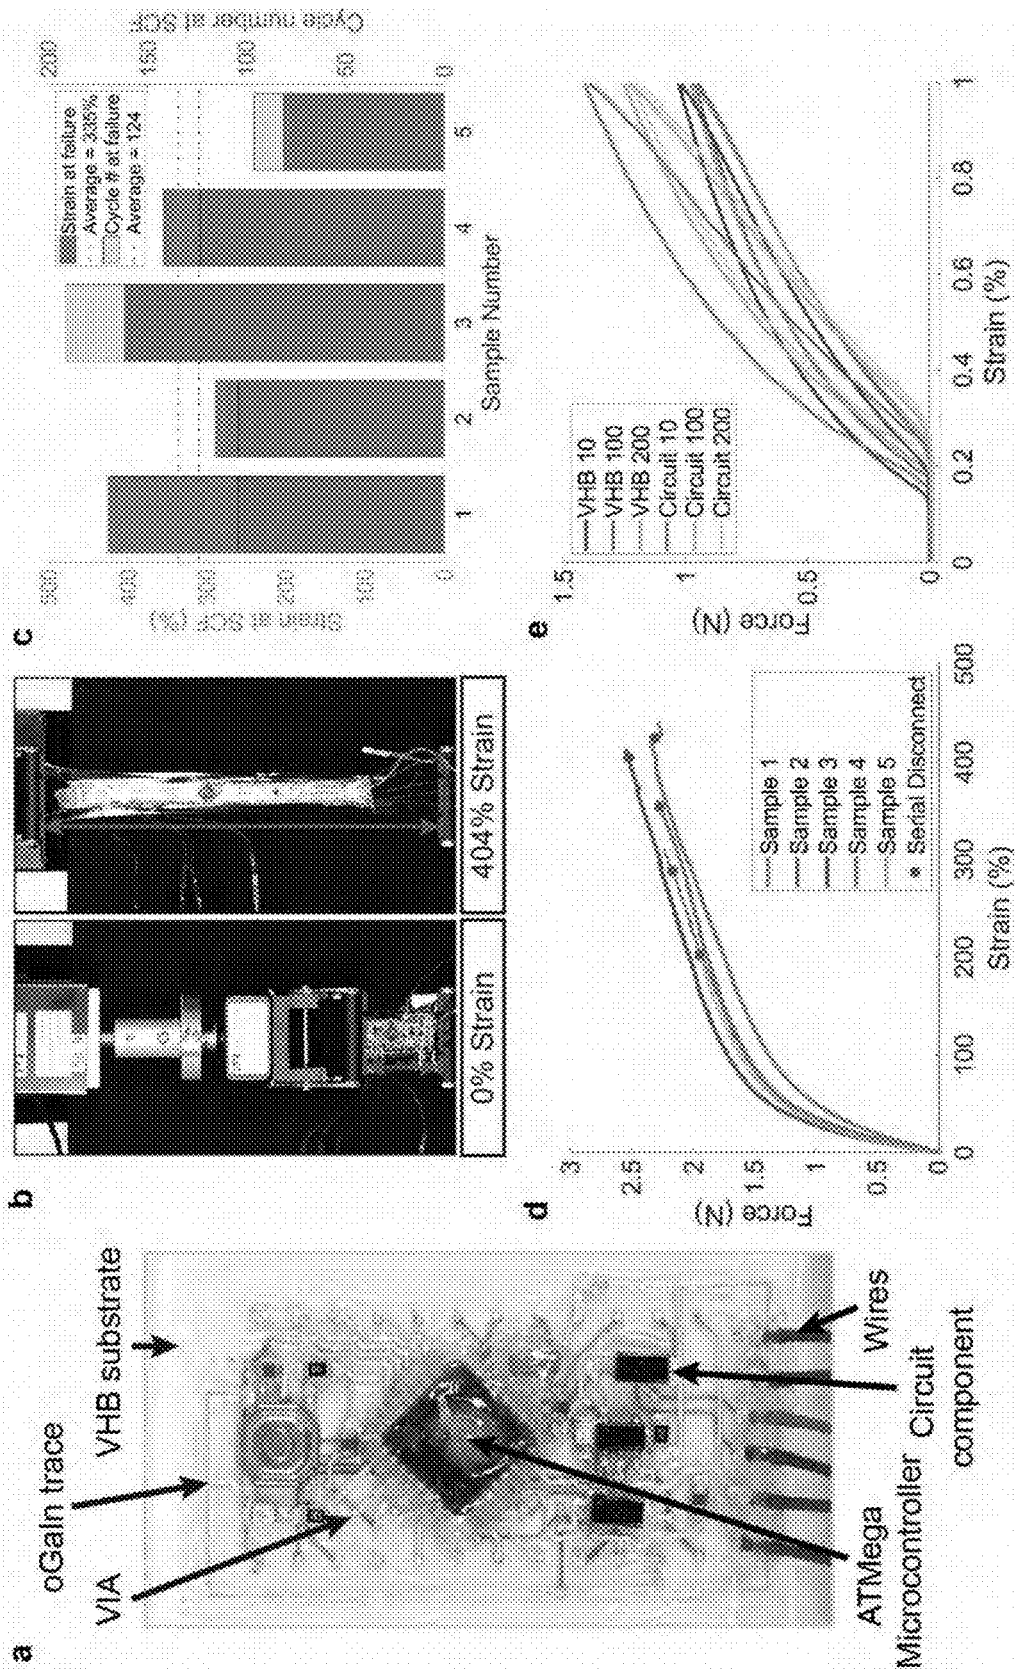 a
oGaIn trace
VHB substrate
VIA
ATMega
Microcontroller
Circuit
component
Wires
b
0% Strain
404% Strain
c
Strain at SCF (%)
500
400
300
200
100
0
Cycle number at SCF
200
150
100
50
0
Strain at failure
Average = 335%
Cycle # at failure
Average = 124
1
2
3
4
5
Sample Number
d
Force (N)
3
2.5
2
1.5
1
0.5
0
0
100
200
300
400
500
Strain (%)
Sample 1
Sample 2
Sample 3
Sample 4
Sample 5
Serial Disconnect
e
Force (N)
1.5
1
0.5
0
0
0.2
0.4
0.6
0.8
1
Strain (%)
VHB 10
VHB 100
VHB 200
Circuit 10
Circuit 100
Circuit 200